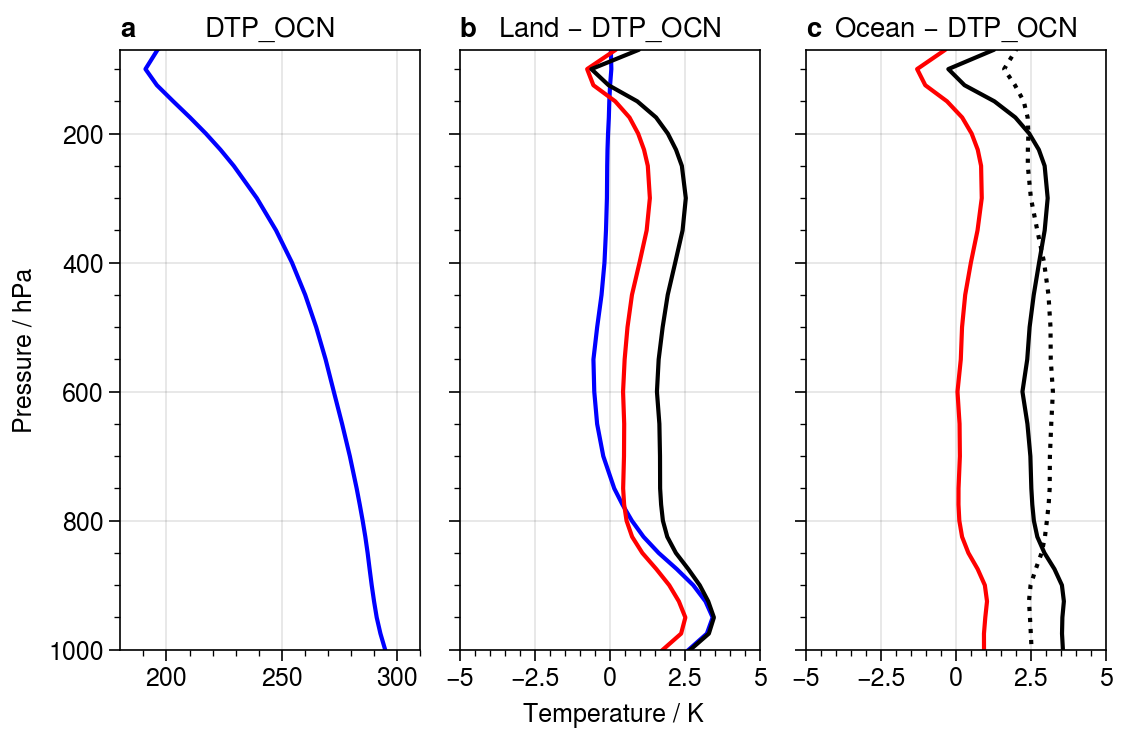 a DTP_OCN
b Land – DTP_OCN
c Ocean – DTP_OCN
Pressure / hPa
200
400
600
800
1000
200 250 300
−5 −2.5 0 2.5 5
−5 −2.5 0 2.5 5
Temperature / K